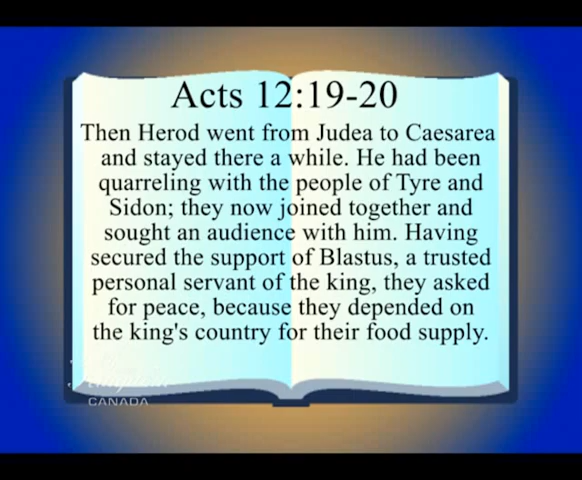 Acts 12:19-20
Then Herod went from Judea to Caesarea
and stayed there a while. He had been
quarreling with the people of Tyre and
Sidon; they now joined together and
sought an audience with him. Having
secured the support of Blastus, a trusted
personal servant of the king, they asked
for peace, because they depended on
the king's country for their food supply.
CANADA